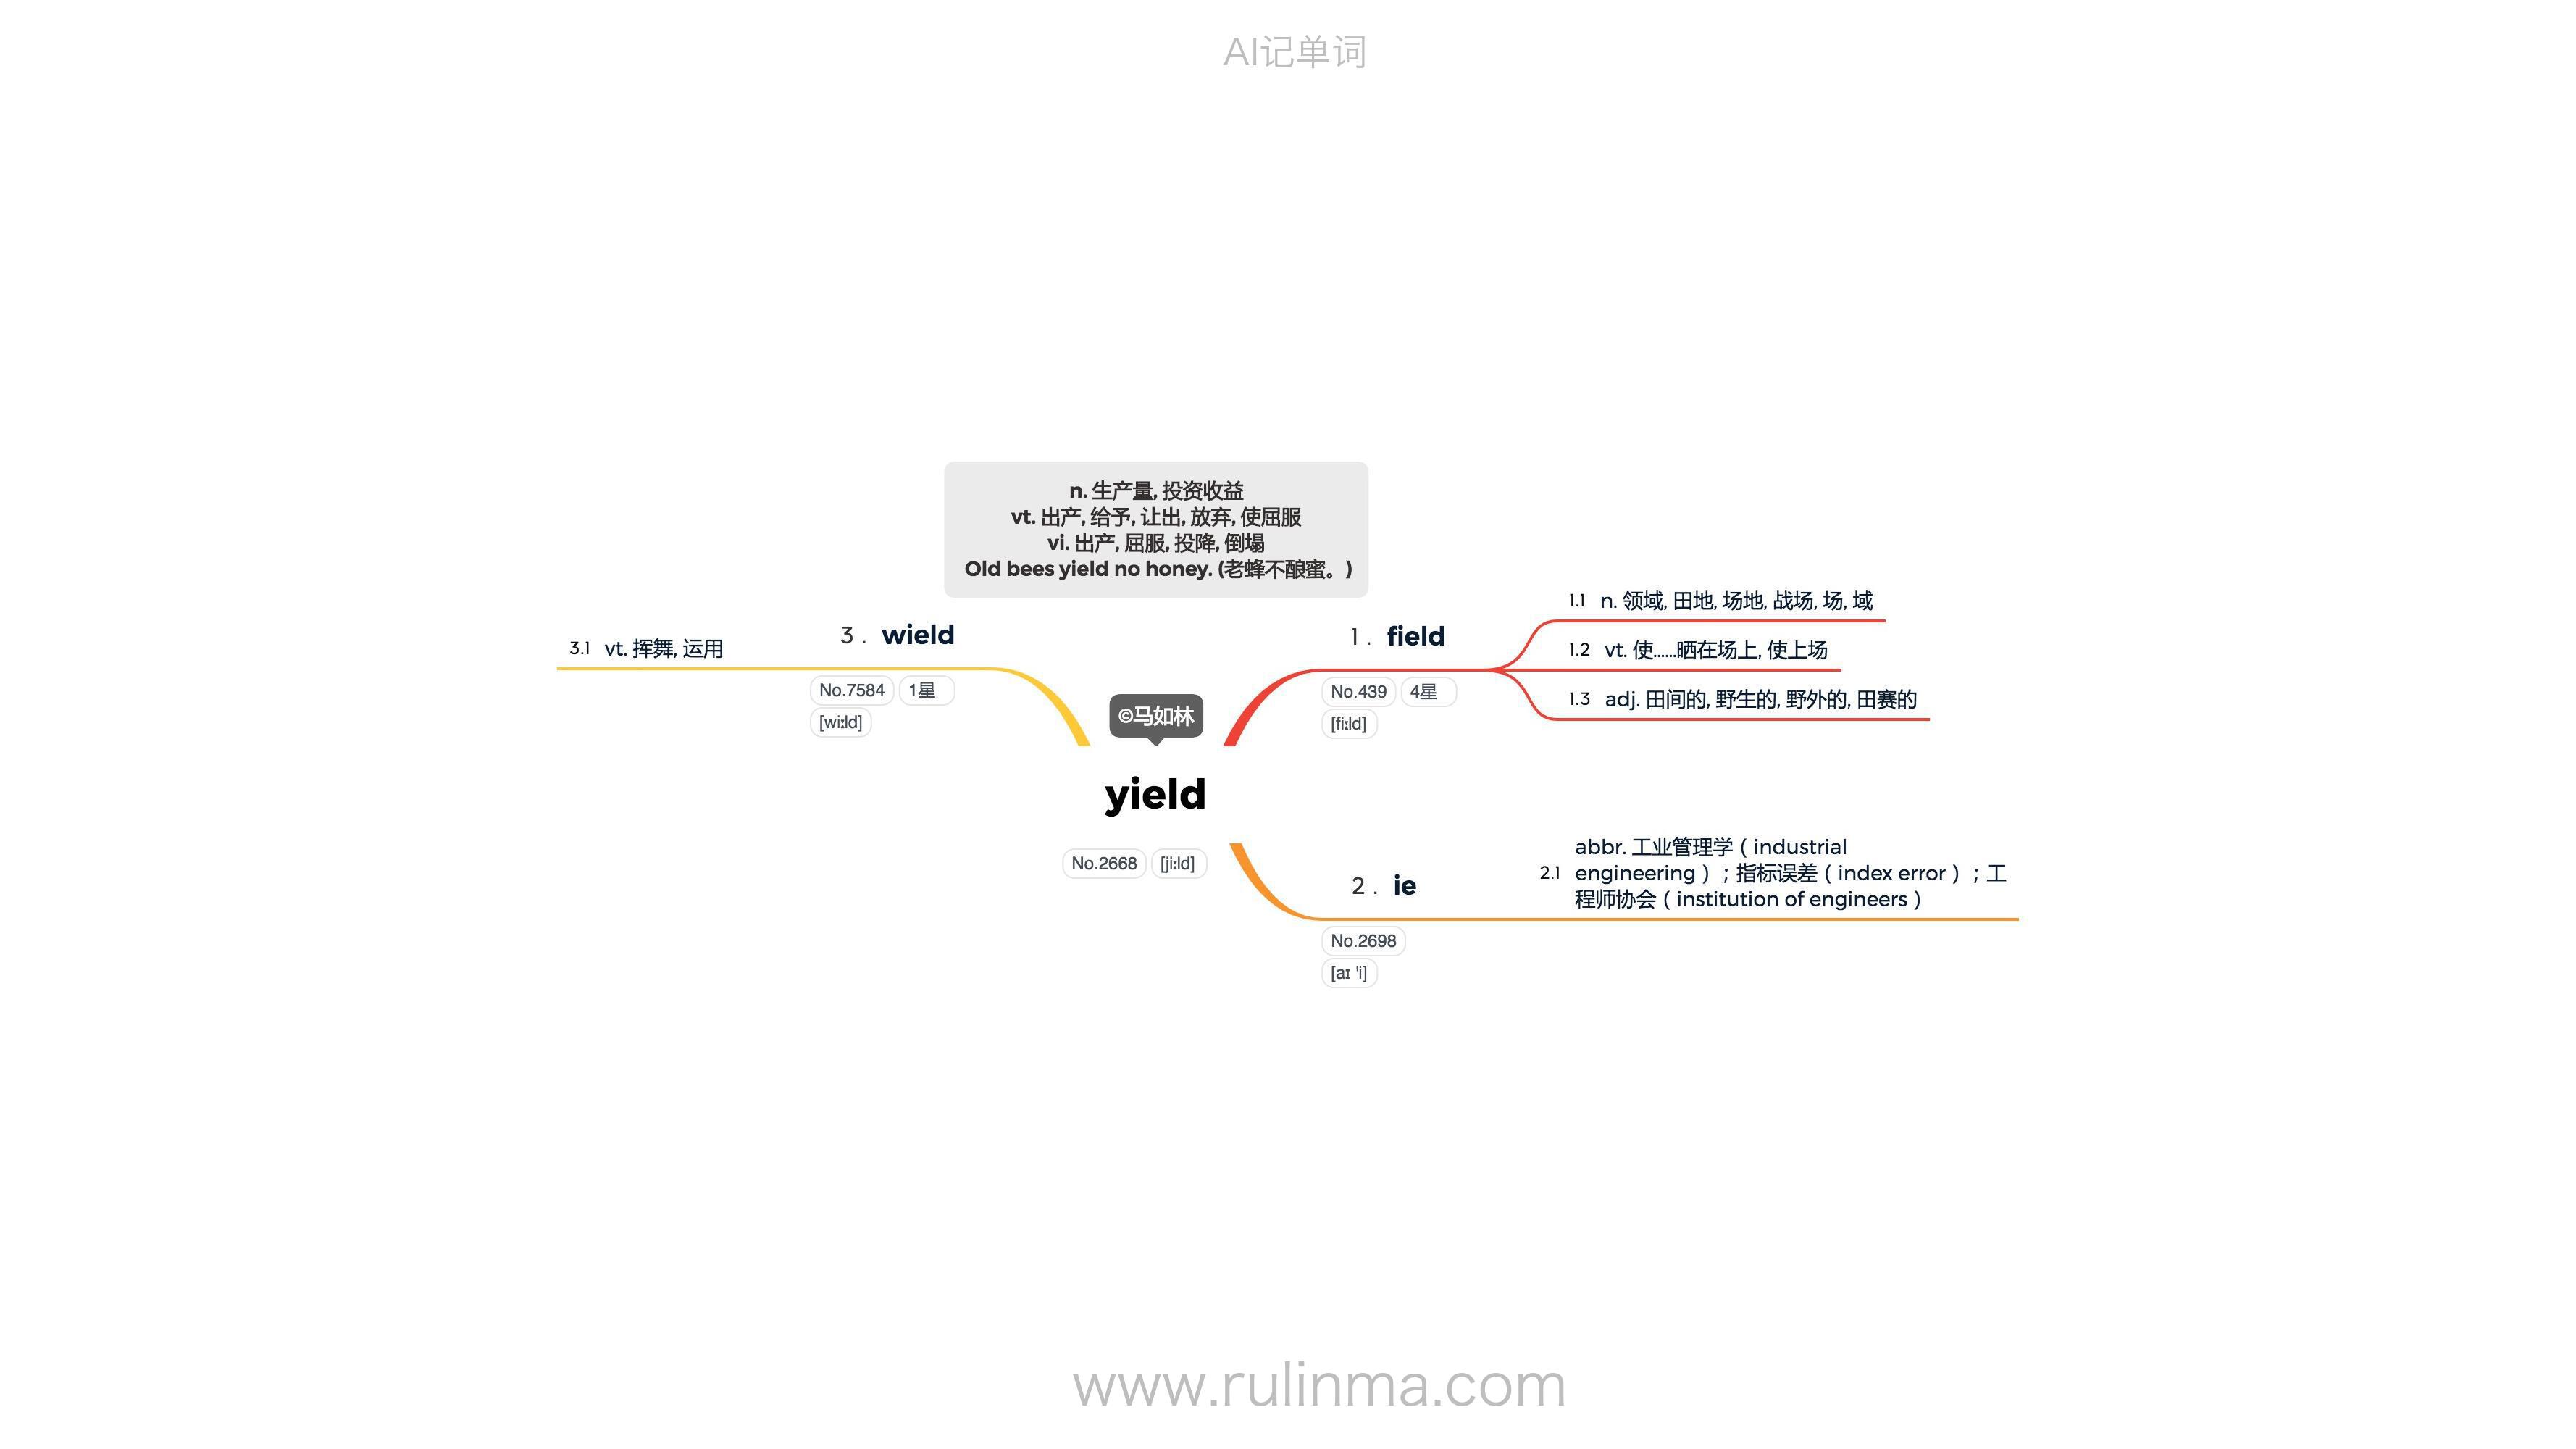 AI记单词
n. 生产量, 投资收益
vt. 出产, 给予, 让出, 放弃, 使屈服
vi. 出产, 屈服, 投降, 倒塌
Old bees yield no honey. (老蜂不酿蜜。)
©马如林
yield
No.2668 [jiːld]
1. field
No.439 4星
[fiːld]
1.1 n. 领域, 田地, 场地, 战场, 场, 域
1.2 vt. 使……晒在场上, 使上场
1.3 adj. 田间的, 野生的, 野外的, 田赛的
2. ie
No.2698
[aɪ 'i]
2.1 abbr. 工业管理学（industrial
engineering）；指标误差（index error）；工
程师协会（institution of engineers）
3. wield
No.7584 1星
[wiːld]
3.1 vt. 挥舞, 运用
www.rulinma.com